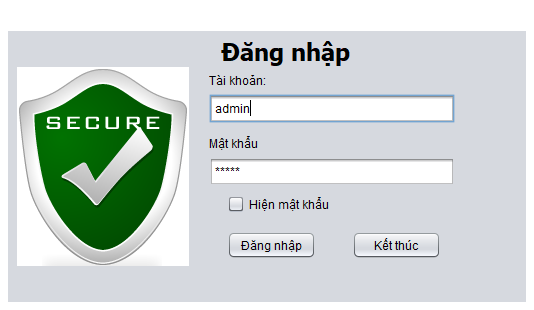 Đăng nhập
SECURE
Tài khoản:
admin
Mật khẩu
*****
Hiện mật khẩu
Đăng nhập Kết thúc